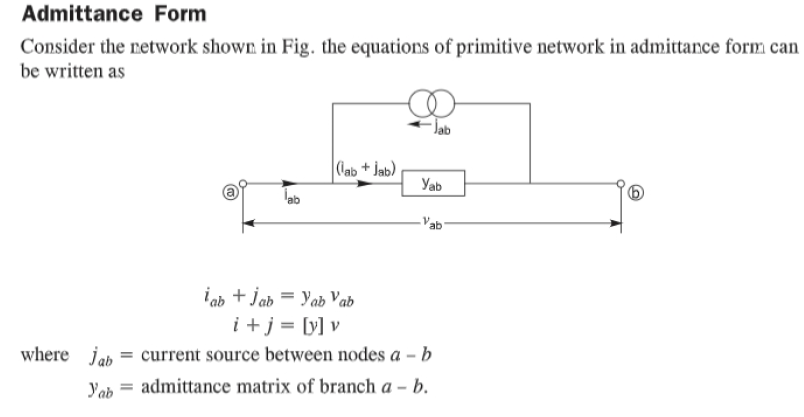 Admittance Form
Consider the network shown in Fig. the equations of primitive network in admittance form can
be written as
jab
(iab + jab)
yab
a
b
iab
vab
iab + jab = yab vab
i + j = [y] v
where jab = current source between nodes a – b
yab = admittance matrix of branch a – b.